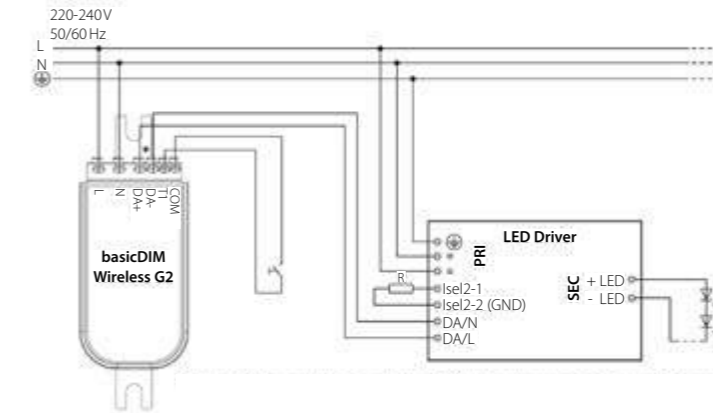 220-240V
50/60 Hz
L
N
L
N
DA+
DA-
T1
COM
basicDIM
Wireless G2
LED Driver
PRI
R
Isel2-1
Isel2-2 (GND)
DA/N
DA/L
SEC
+ LED
- LED